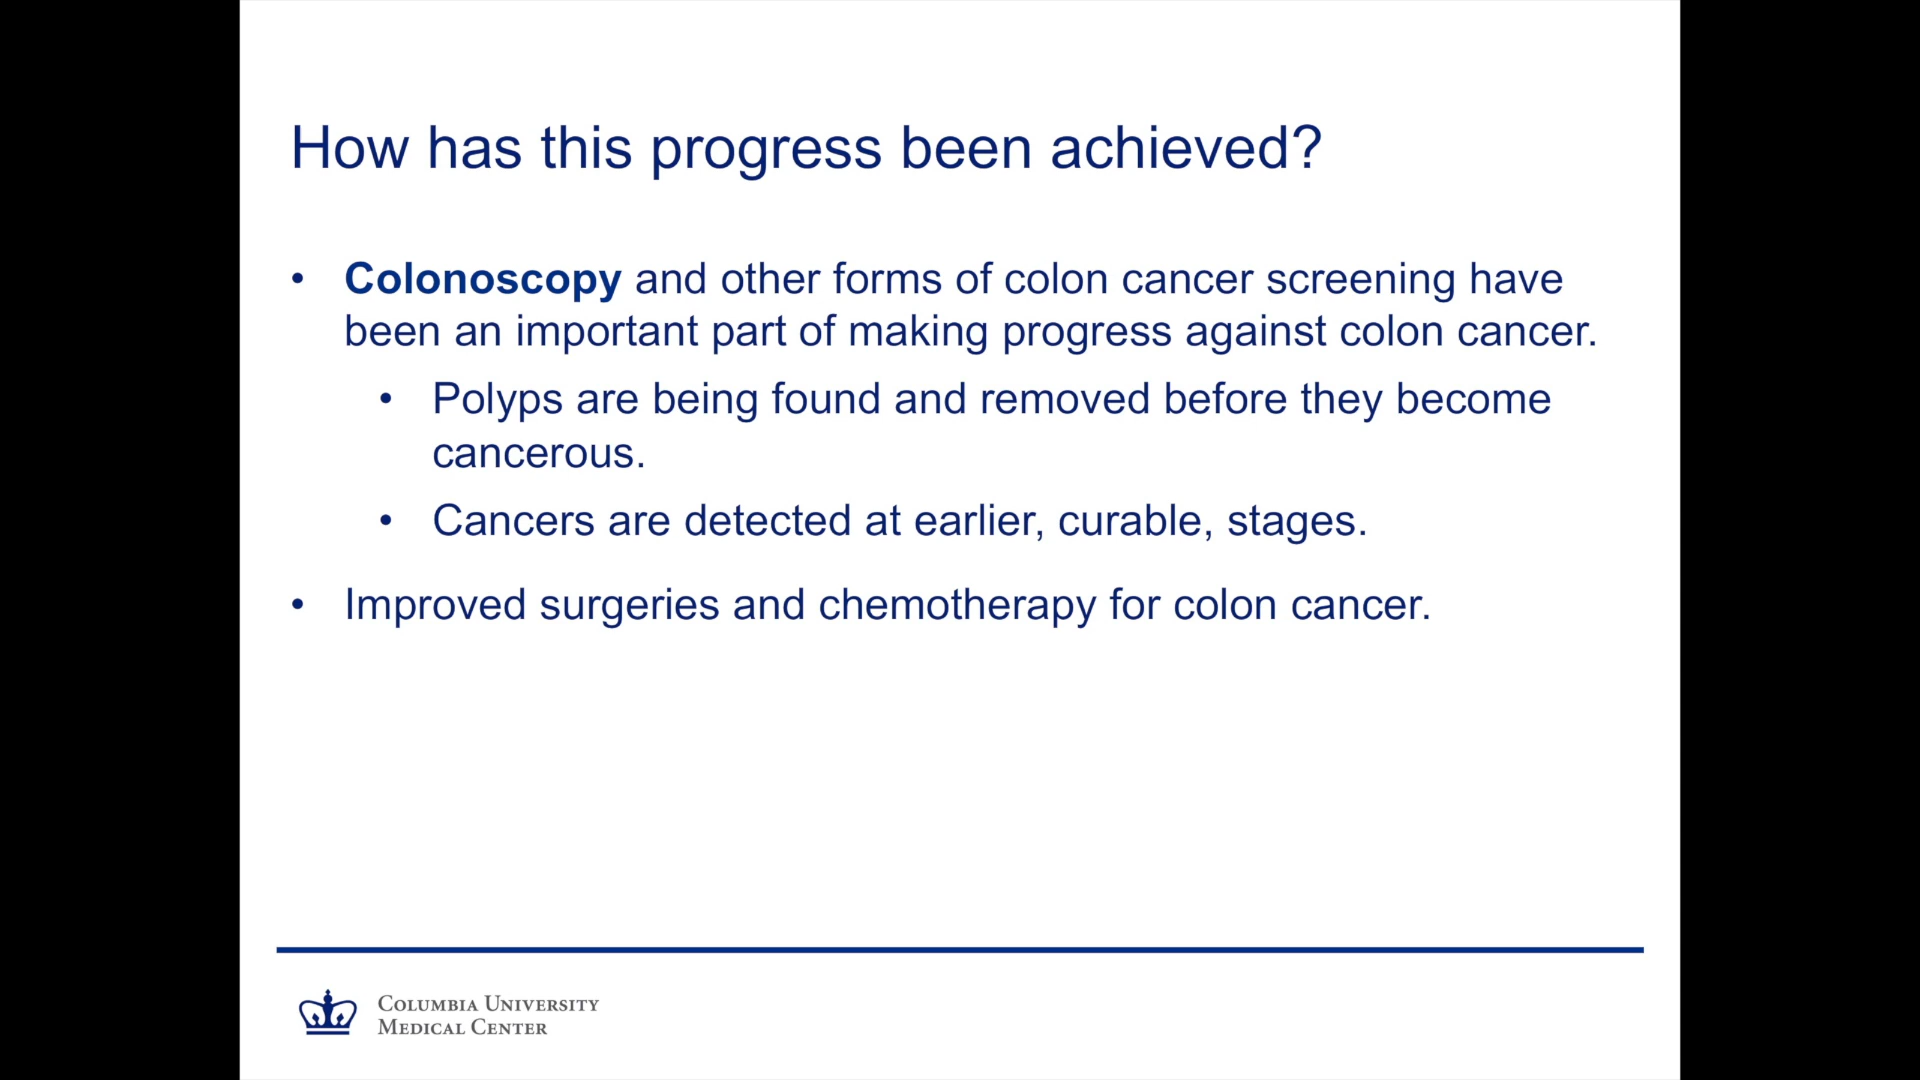 How has this progress been achieved?
• Colonoscopy and other forms of colon cancer screening have
been an important part of making progress against colon cancer.
• Polyps are being found and removed before they become
cancerous.
• Cancers are detected at earlier, curable, stages.
• Improved surgeries and chemotherapy for colon cancer.
COLUMBIA UNIVERSITY
MEDICAL CENTER